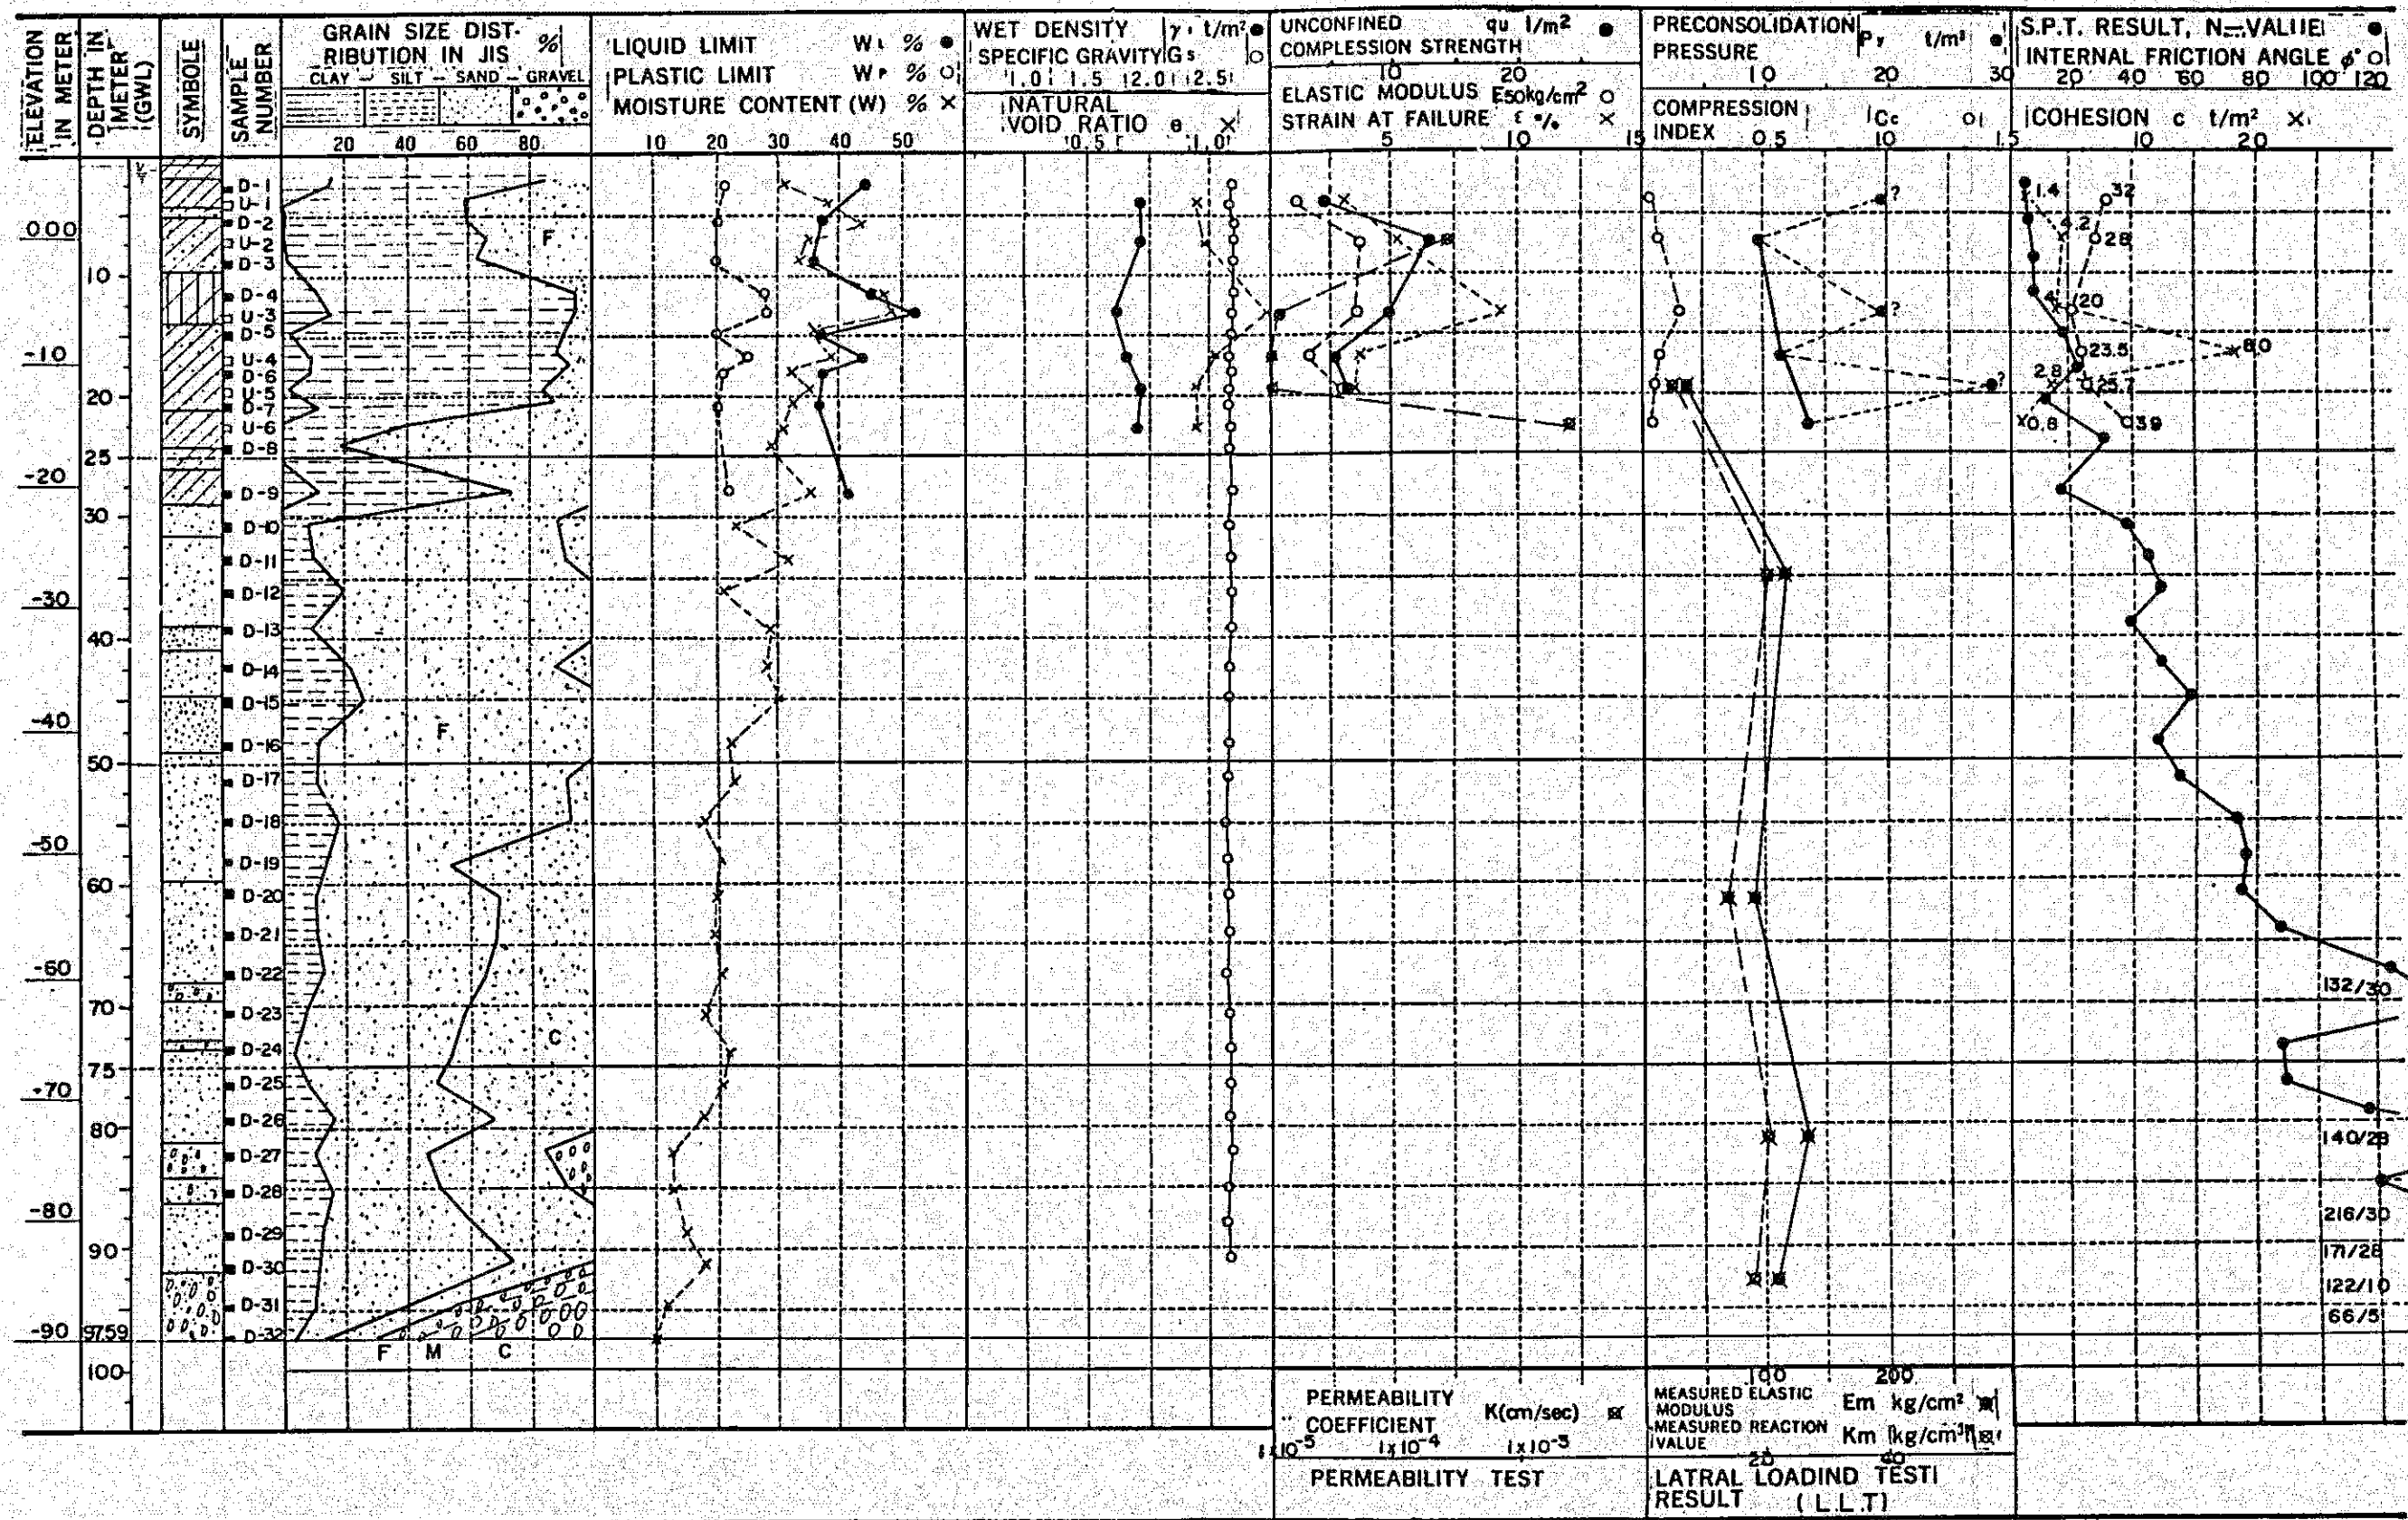 ELEVATION IN METER
DEPTH IN METER (GWL)
SYMBOLE
SAMPLE NUMBER
GRAIN SIZE DIST-
RIBUTION IN JIS %
CLAY - SILT - SAND - GRAVEL
20 40 60 80
LIQUID LIMIT WL % ●
PLASTIC LIMIT WP % ○
MOISTURE CONTENT (W) % ×
10 20 30 40 50
WET DENSITY γt t/m² ●
SPECIFIC GRAVITY Gs ○
1.0 1.5 2.0 2.5
NATURAL
VOID RATIO e ×
0.5 1.0
UNCONFINED qu t/m² ●
COMPLESSION STRENGTH
10 20
ELASTIC MODULUS E50kg/cm² ○
STRAIN AT FAILURE ε % ×
5 10 15
PRECONSOLIDATION Py t/m² ●
PRESSURE
10 20 30
COMPRESSION Cc ○
INDEX
0.5 1.0 1.5
S.P.T. RESULT, N-VALUE ●
INTERNAL FRICTION ANGLE φ° ○
20 40 60 80 100 120
COHESION c t/m² ×
10 20
000
-10
-20
-30
-40
-50
-60
-70
-80
-90
10
20
25
30
40
50
60
70
75
80
90
97.59
100
D-1
U-1
D-2
U-2
D-3
D-4
U-3
D-5
U-4
D-6
U-5
D-7
U-6
D-8
D-9
D-10
D-11
D-12
D-13
D-14
D-15
D-16
D-17
D-18
D-19
D-20
D-21
D-22
D-23
D-24
D-25
D-26
D-27
D-28
D-29
D-30
D-31
D-32
F
F
C
F M C
?
?
?
1.4 32
4.2 28
4 20
23.5 8.0
2.8 25.7
0.8 39
132/30
140/28
216/30
171/28
122/10
66/5
PERMEABILITY
COEFFICIENT K(cm/sec)
1x10-5 1x10-4 1x10-3
PERMEABILITY TEST
100 200
MEASURED ELASTIC
MODULUS Em kg/cm²
MEASURED REACTION
VALUE Km kg/cm³
20 40
LATRAL LOADIND TEST
RESULT (L.L.T)